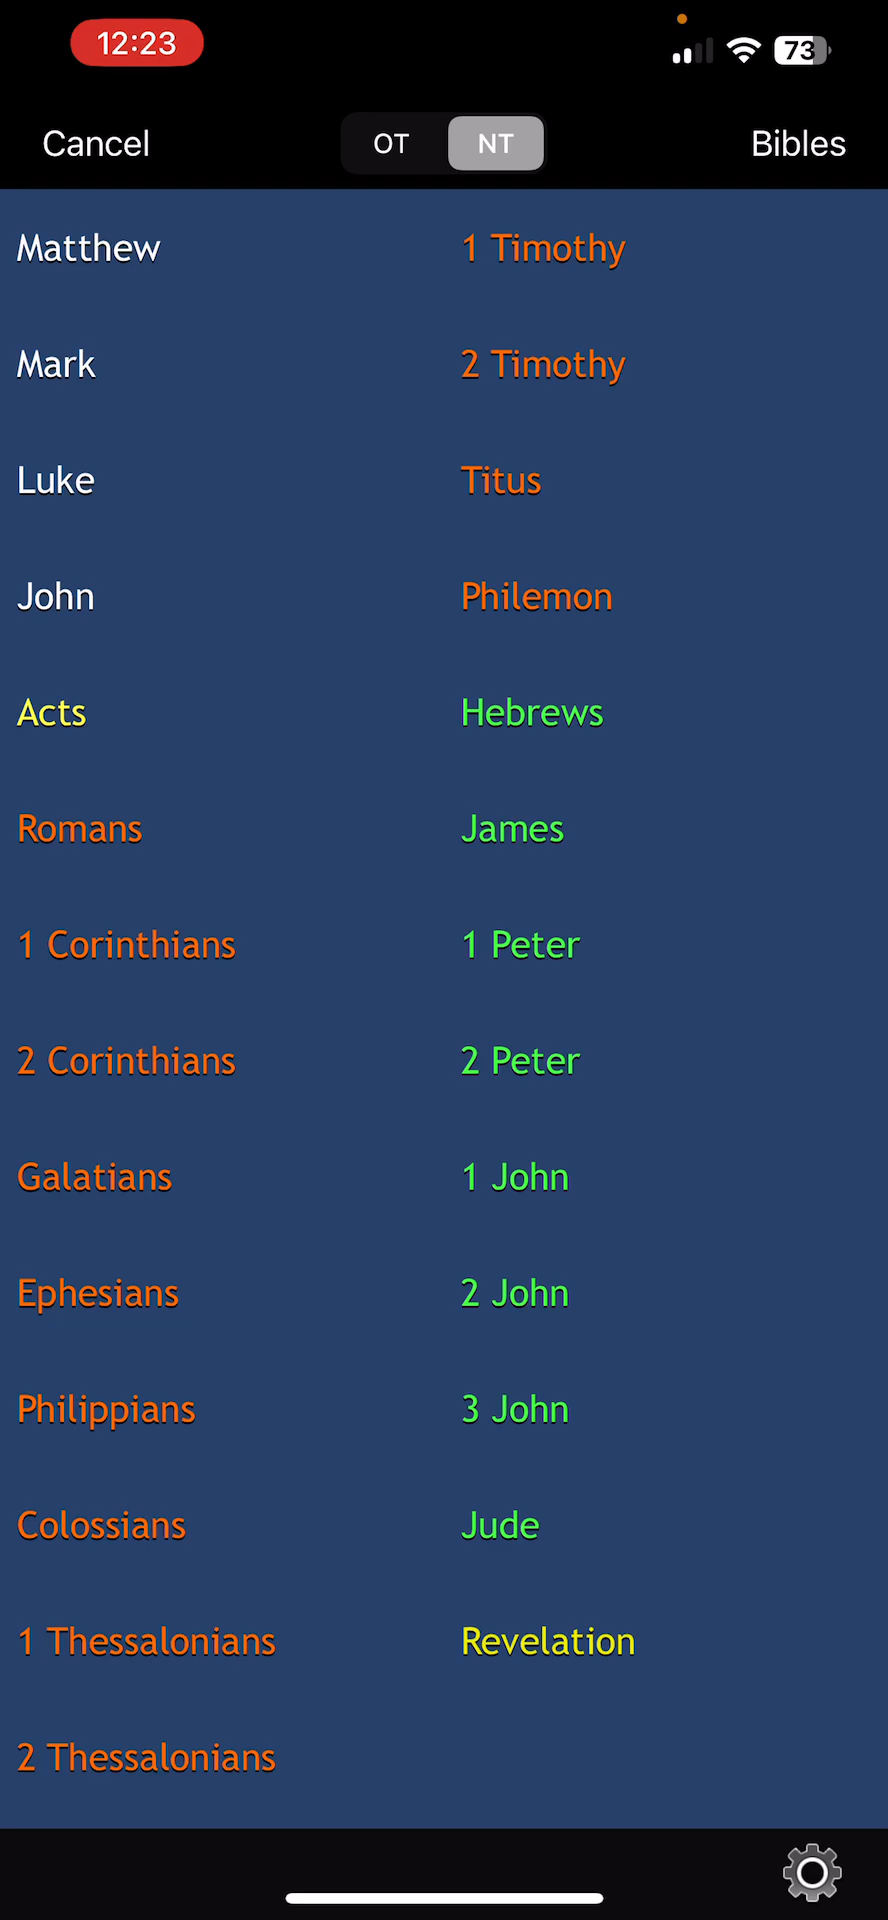 12:23
73
Cancel
OT
NT
Bibles
Matthew
Mark
Luke
John
Acts
Romans
1 Corinthians
2 Corinthians
Galatians
Ephesians
Philippians
Colossians
1 Thessalonians
2 Thessalonians
1 Timothy
2 Timothy
Titus
Philemon
Hebrews
James
1 Peter
2 Peter
1 John
2 John
3 John
Jude
Revelation